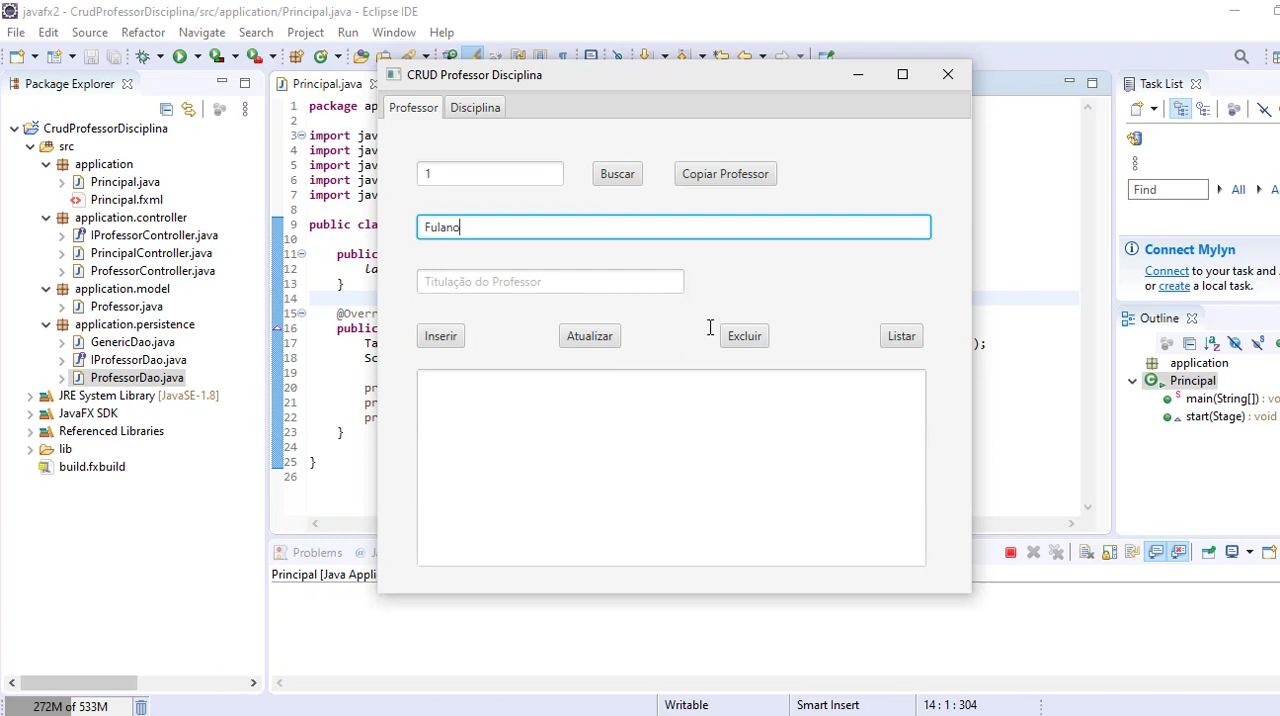 javafx2 - CrudProfessorDisciplina/src/application/Principal.java - Eclipse IDE
File Edit Source Refactor Navigate Search Project Run Window Help
Package Explorer
CrudProfessorDisciplina
src
application
Principal.java
Principal.fxml
application.controller
IProfessorController.java
PrincipalController.java
ProfessorController.java
application.model
Professor.java
application.persistence
GenericDao.java
IProfessorDao.java
ProfessorDao.java
JRE System Library [JavaSE-1.8]
JavaFX SDK
Referenced Libraries
lib
build.fxbuild
Principal.java
1 package ap
2
3 import jav
4 import jav
5 import jav
6 import jav
7 import jav
8
9 public cla
10
11 publi
12 la
13 }
14
15 @Overr
16 public
17 Ta );
18 Sc
19
20 pr
21 pr
22 pr
23 }
24
25 }
26
CRUD Professor Disciplina
Professor Disciplina
1 Buscar Copiar Professor
Fulano
Titulação do Professor
Inserir Atualizar Excluir Listar
Problems
Principal [Java Appli
Task List
Find All
Connect Mylyn
Connect to your task and
or create a local task.
Outline
application
Principal
main(String[]) : vo
start(Stage) : void
272M of 533M Writable Smart Insert 14 : 1 : 304